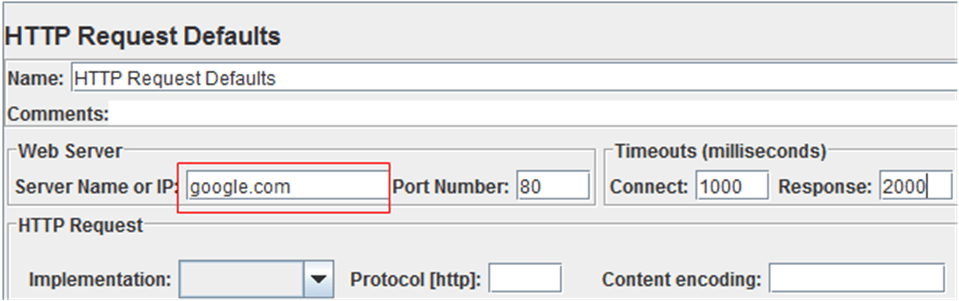 HTTP Request Defaults
Name: HTTP Request Defaults
Comments:
Web Server Timeouts (milliseconds)
Server Name or IP: google.com Port Number: 80 Connect: 1000 Response: 2000
HTTP Request
Implementation: Protocol [http]: Content encoding: